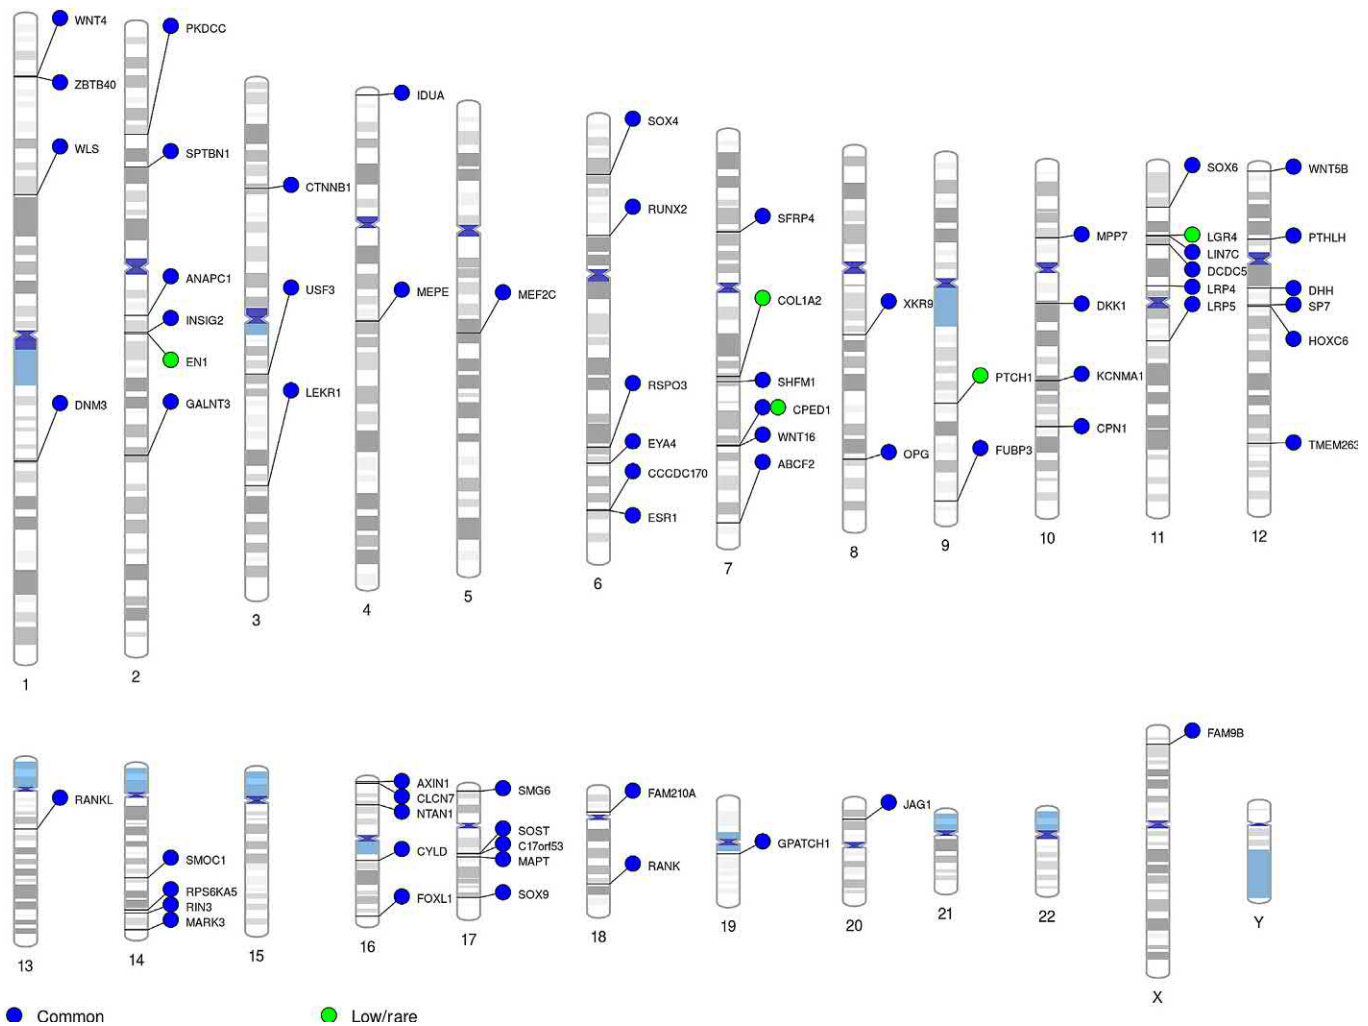 WNT4
ZBTB40
WLS
DNM3
1
PKDCC
SPTBN1
ANAPC1
INSIG2
EN1
GALNT3
2
CTNNB1
USF3
LEKR1
3
IDUA
MEPE
4
MEF2C
5
SOX4
RUNX2
RSPO3
EYA4
CCCDC170
ESR1
6
SFRP4
COL1A2
SHFM1
CPED1
WNT16
ABCF2
7
XKR9
OPG
8
PTCH1
FUBP3
9
MPP7
DKK1
KCNMA1
CPN1
10
SOX6
LGR4
LIN7C
DCDC5
LRP4
LRP5
11
WNT5B
PTHLH
DHH
SP7
HOXC6
TMEM263
12
RANKL
13
SMOC1
RPS6KA5
RIN3
MARK3
14
15
AXIN1
CLCN7
NTAN1
CYLD
FOXL1
16
SMG6
SOST
C17orf53
MAPT
SOX9
17
FAM210A
RANK
18
GPATCH1
19
JAG1
20
21
22
FAM9B
X
Y
Common
Low/rare